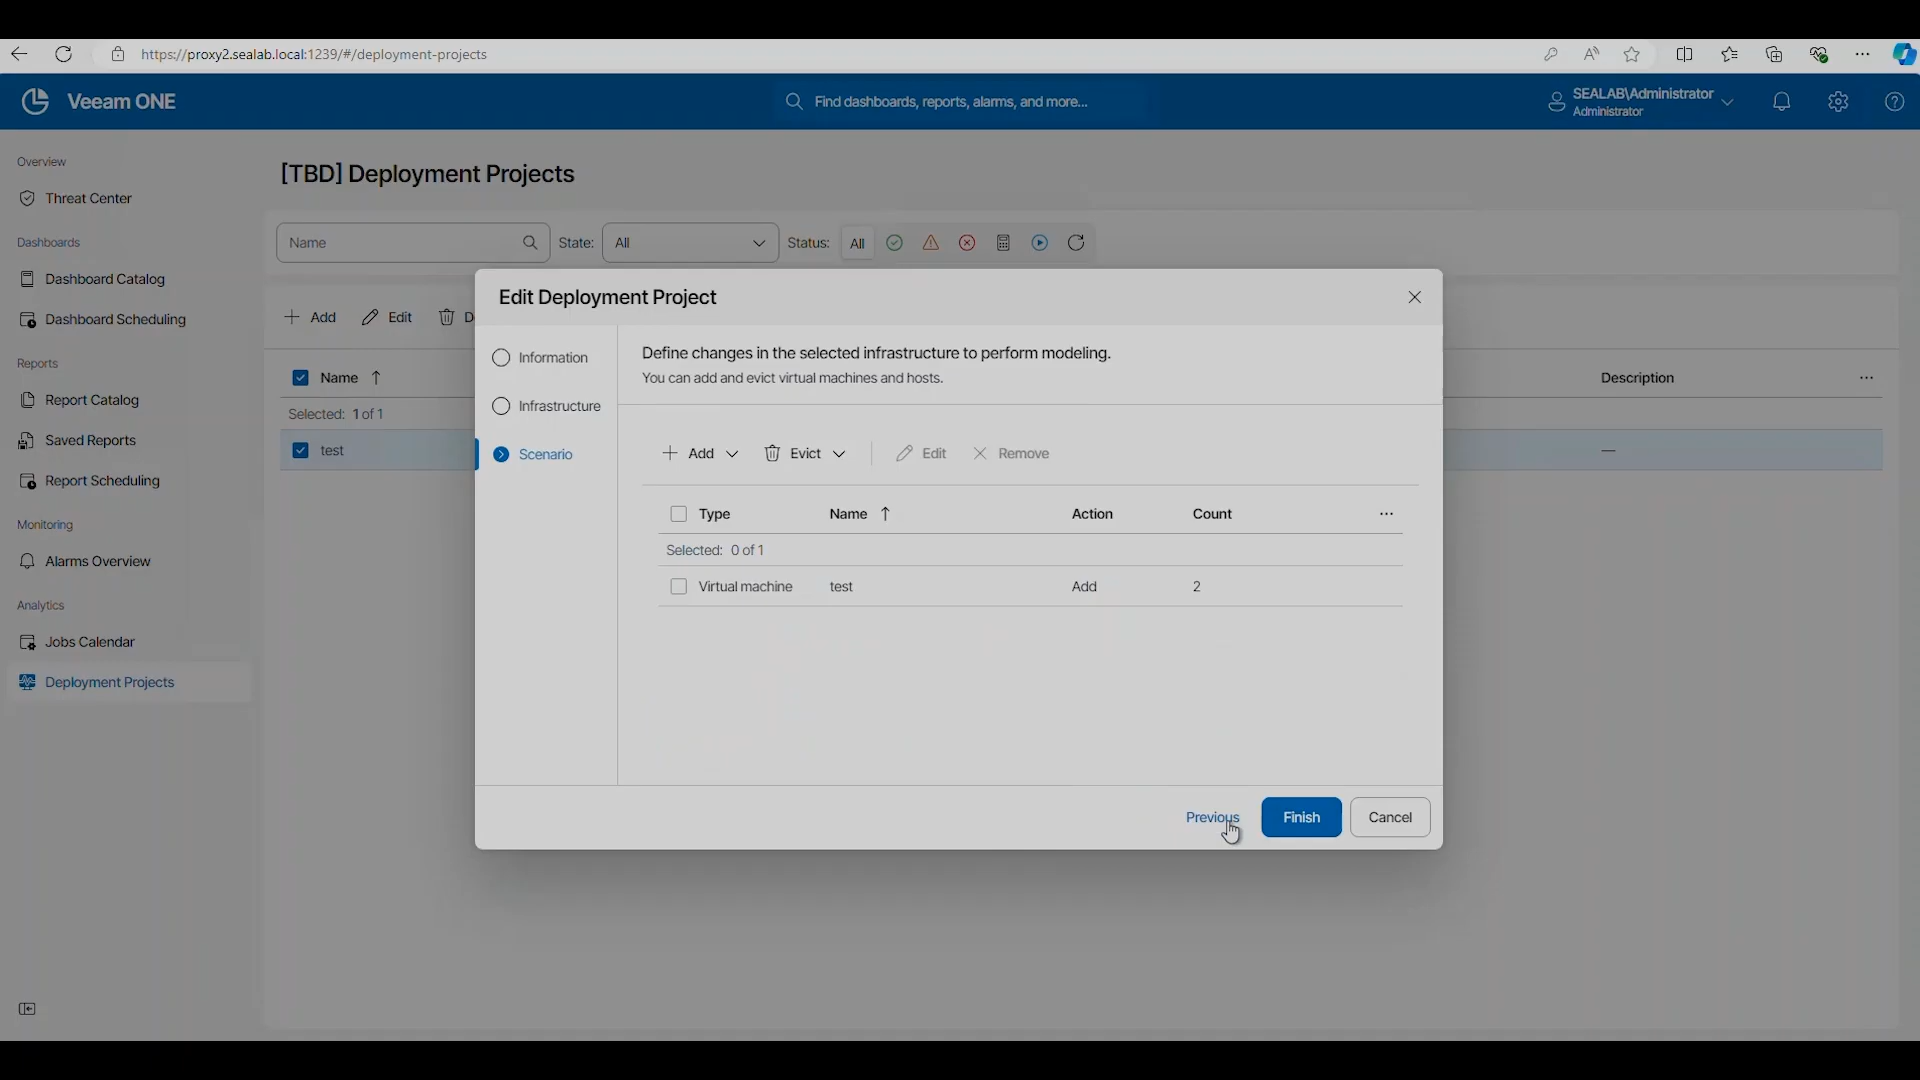 https://proxy2.sealab.local:1239/#/deployment-projects
Veeam ONE
Find dashboards, reports, alarms, and more...
SEALAB\Administrator
Administrator
Overview
Threat Center
Dashboards
Dashboard Catalog
Dashboard Scheduling
Reports
Report Catalog
Saved Reports
Report Scheduling
Monitoring
Alarms Overview
Analytics
Jobs Calendar
Deployment Projects
[TBD] Deployment Projects
Name State: All Status: All
Add Edit D
Name ↑ Description ...
Selected: 1 of 1
test —
Edit Deployment Project
Information
Infrastructure
Scenario
Define changes in the selected infrastructure to perform modeling.
You can add and evict virtual machines and hosts.
Add Evict Edit Remove
Type Name ↑ Action Count ...
Selected: 0 of 1
Virtual machine test Add 2
Previous Finish Cancel